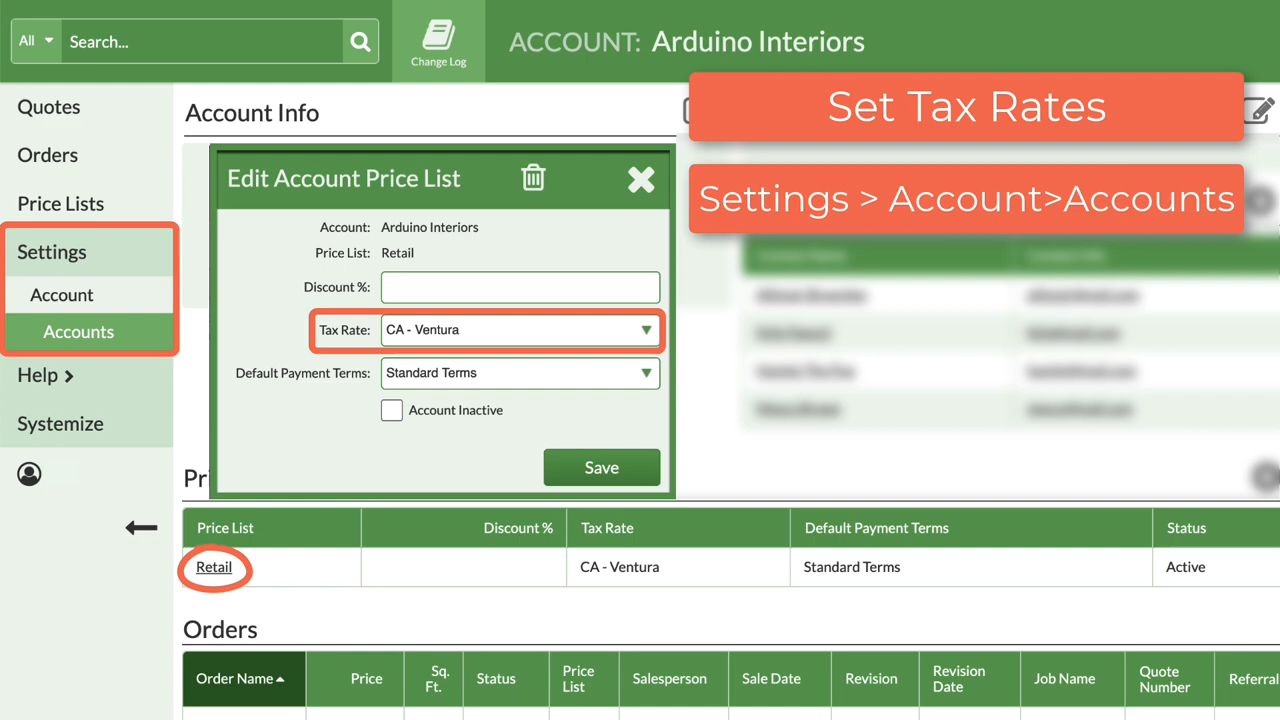 All
Search...
Change Log
ACCOUNT: Arduino Interiors
Set Tax Rates
Settings > Account>Accounts
Quotes
Orders
Price Lists
Settings
Account
Accounts
Help
Systemize
Account Info
Edit Account Price List
Account: Arduino Interiors
Price List: Retail
Discount %:
Tax Rate: CA - Ventura
Default Payment Terms: Standard Terms
Account Inactive
Save
Price List Discount % Tax Rate Default Payment Terms Status
Retail CA - Ventura Standard Terms Active
Orders
Order Name Price Sq. Ft. Status Price List Salesperson Sale Date Revision Revision Date Job Name Quote Number Referral